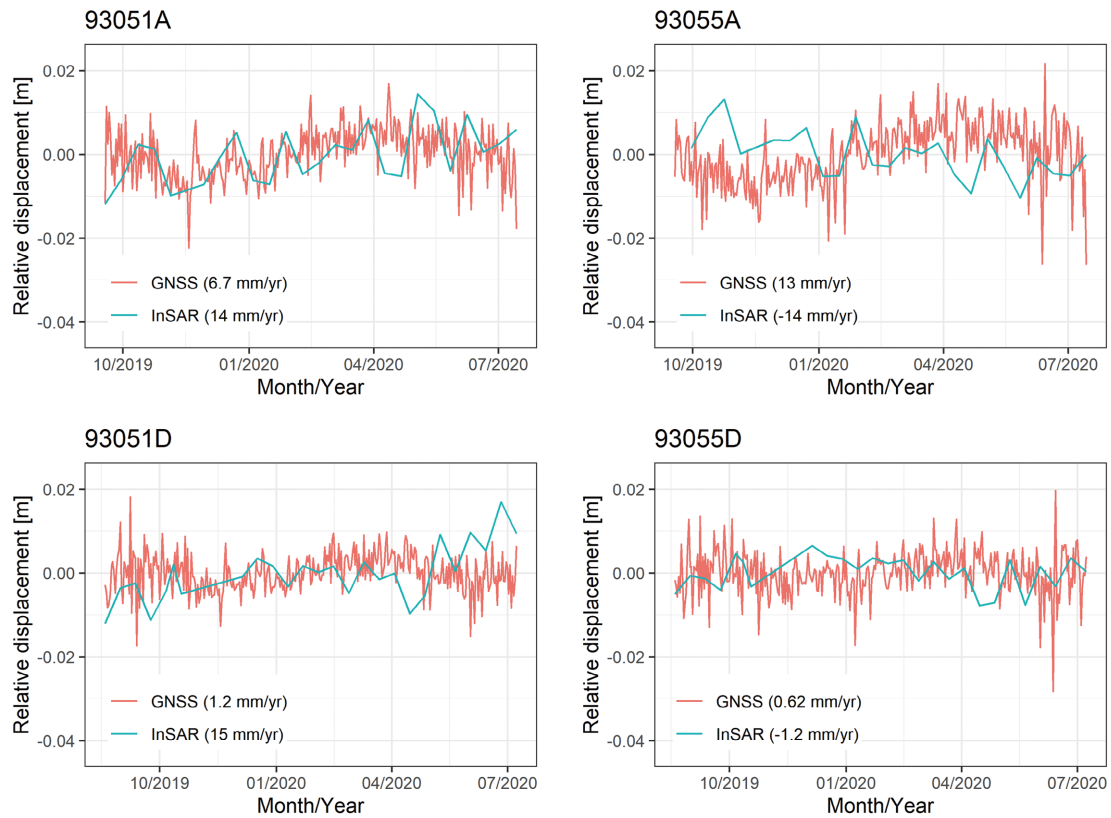 93051A
Relative displacement [m]
0.02
0.00
-0.02
-0.04
GNSS (6.7 mm/yr)
InSAR (14 mm/yr)
10/2019 01/2020 04/2020 07/2020
Month/Year
93055A
Relative displacement [m]
0.02
0.00
-0.02
-0.04
GNSS (13 mm/yr)
InSAR (-14 mm/yr)
10/2019 01/2020 04/2020 07/2020
Month/Year
93051D
Relative displacement [m]
0.02
0.00
-0.02
-0.04
GNSS (1.2 mm/yr)
InSAR (15 mm/yr)
10/2019 01/2020 04/2020 07/2020
Month/Year
93055D
Relative displacement [m]
0.02
0.00
-0.02
-0.04
GNSS (0.62 mm/yr)
InSAR (-1.2 mm/yr)
10/2019 01/2020 04/2020 07/2020
Month/Year